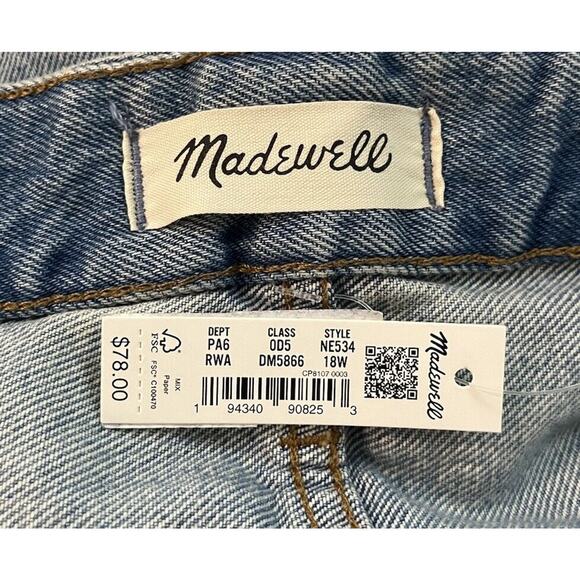 Madewell
DEPT CLASS STYLE
PA6 OD5 NE534
RWA DM5866 18W
CP8107 0003
1 94340 90825 3
MIX
Paper
FSC® C100470
FSC
$78.00
Madewell